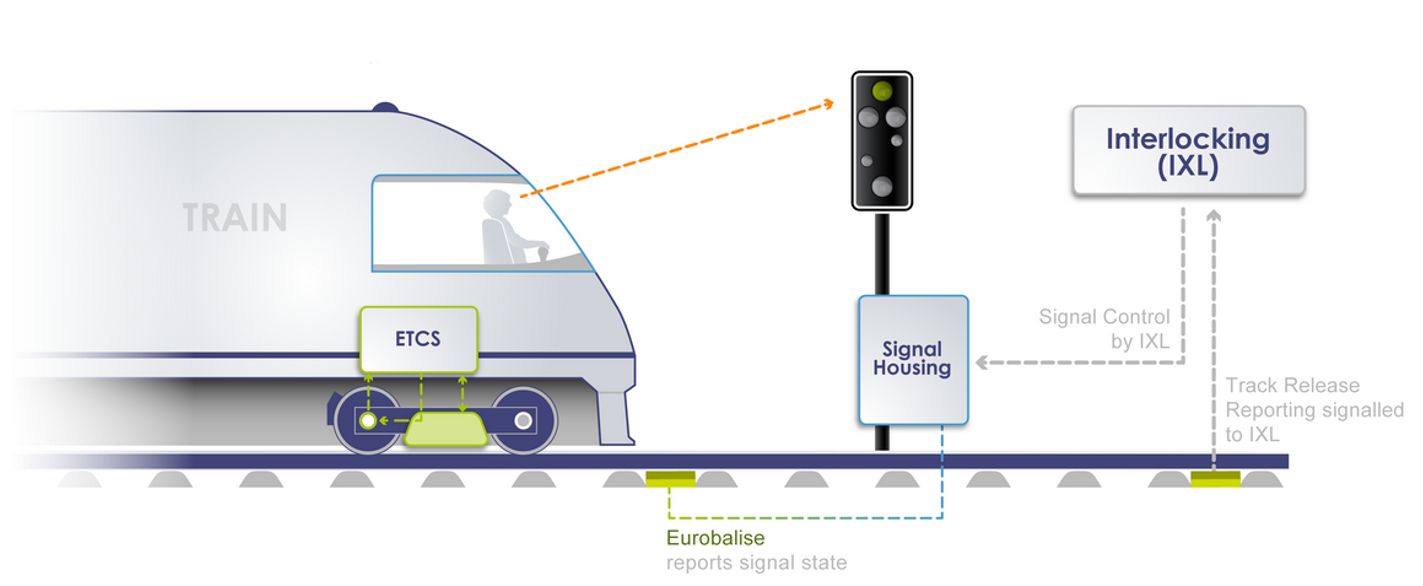 TRAIN
ETCS
Signal
Housing
Interlocking
(IXL)
Signal Control
by IXL
Track Release
Reporting signalled
to IXL
Eurobalise
reports signal state